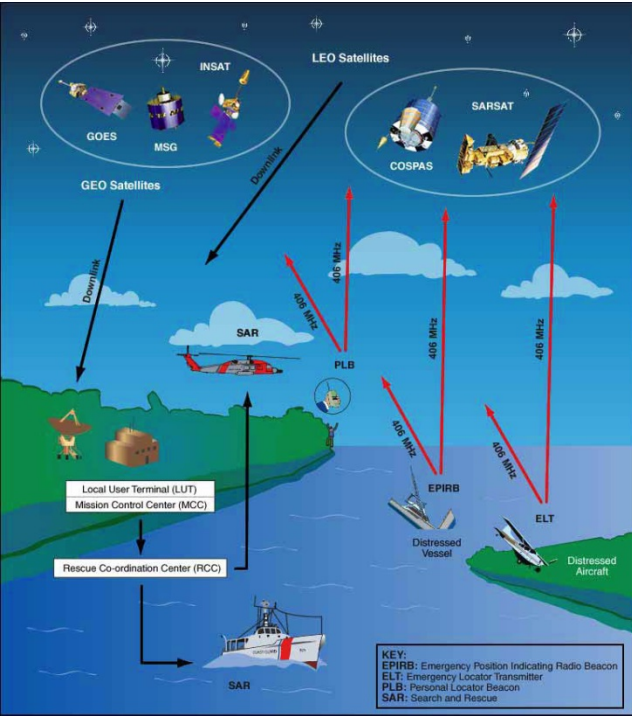 INSAT
GOES
MSG
GEO Satellites
LEO Satellites
SARSAT
COSPAS
Downlink
Downlink
406 MHz
406 MHz
406 MHz
406 MHz
406 MHz
406 MHz
SAR
PLB
EPIRB
Distressed
Vessel
ELT
Distressed
Aircraft
Local User Terminal (LUT)
Mission Control Center (MCC)
Rescue Co-ordination Center (RCC)
SAR
KEY:
EPIRB: Emergency Position Indicating Radio Beacon
ELT: Emergency Locator Transmitter
PLB: Personal Locator Beacon
SAR: Search and Rescue